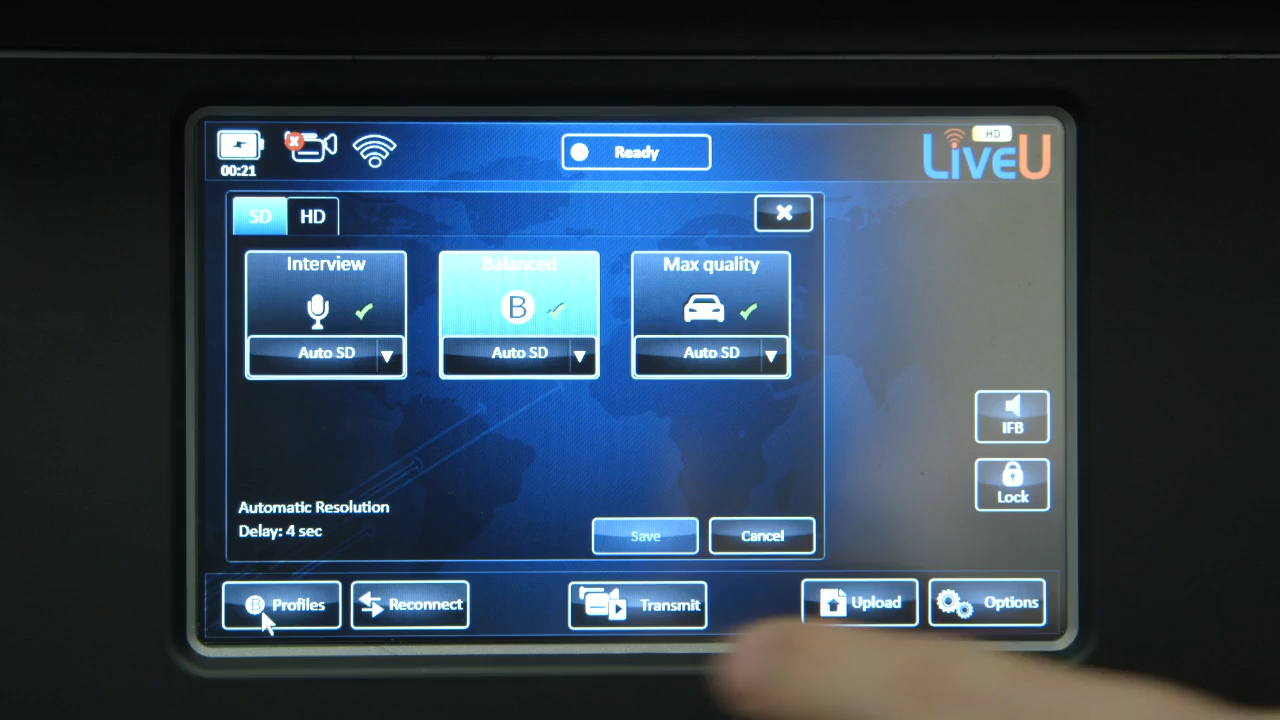 00:21
Ready
HD
LiveU
SD
HD
Interview
Auto SD
Balanced
B
Auto SD
Max quality
Auto SD
IFB
Lock
Automatic Resolution
Delay: 4 sec
Save
Cancel
B Profiles
Reconnect
Transmit
Upload
Options